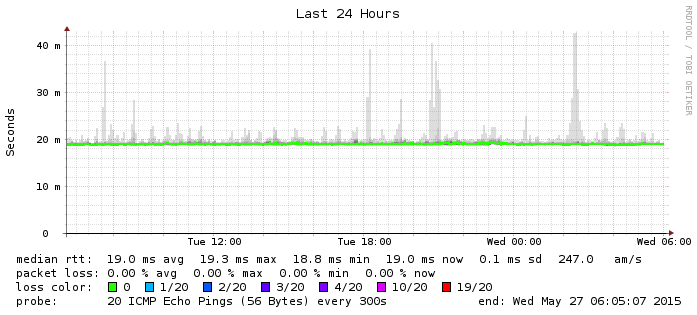 Last 24 Hours
RRDTOOL / TOBI OETIKER
Seconds
40 m
30 m
20 m
10 m
0
Tue 12:00 Tue 18:00 Wed 00:00 Wed 06:00
median rtt: 19.0 ms avg 19.3 ms max 18.8 ms min 19.0 ms now 0.1 ms sd 247.0 am/s
packet loss: 0.00 % avg 0.00 % max 0.00 % min 0.00 % now
loss color: 0 1/20 2/20 3/20 4/20 10/20 19/20
probe: 20 ICMP Echo Pings (56 Bytes) every 300s end: Wed May 27 06:05:07 2015